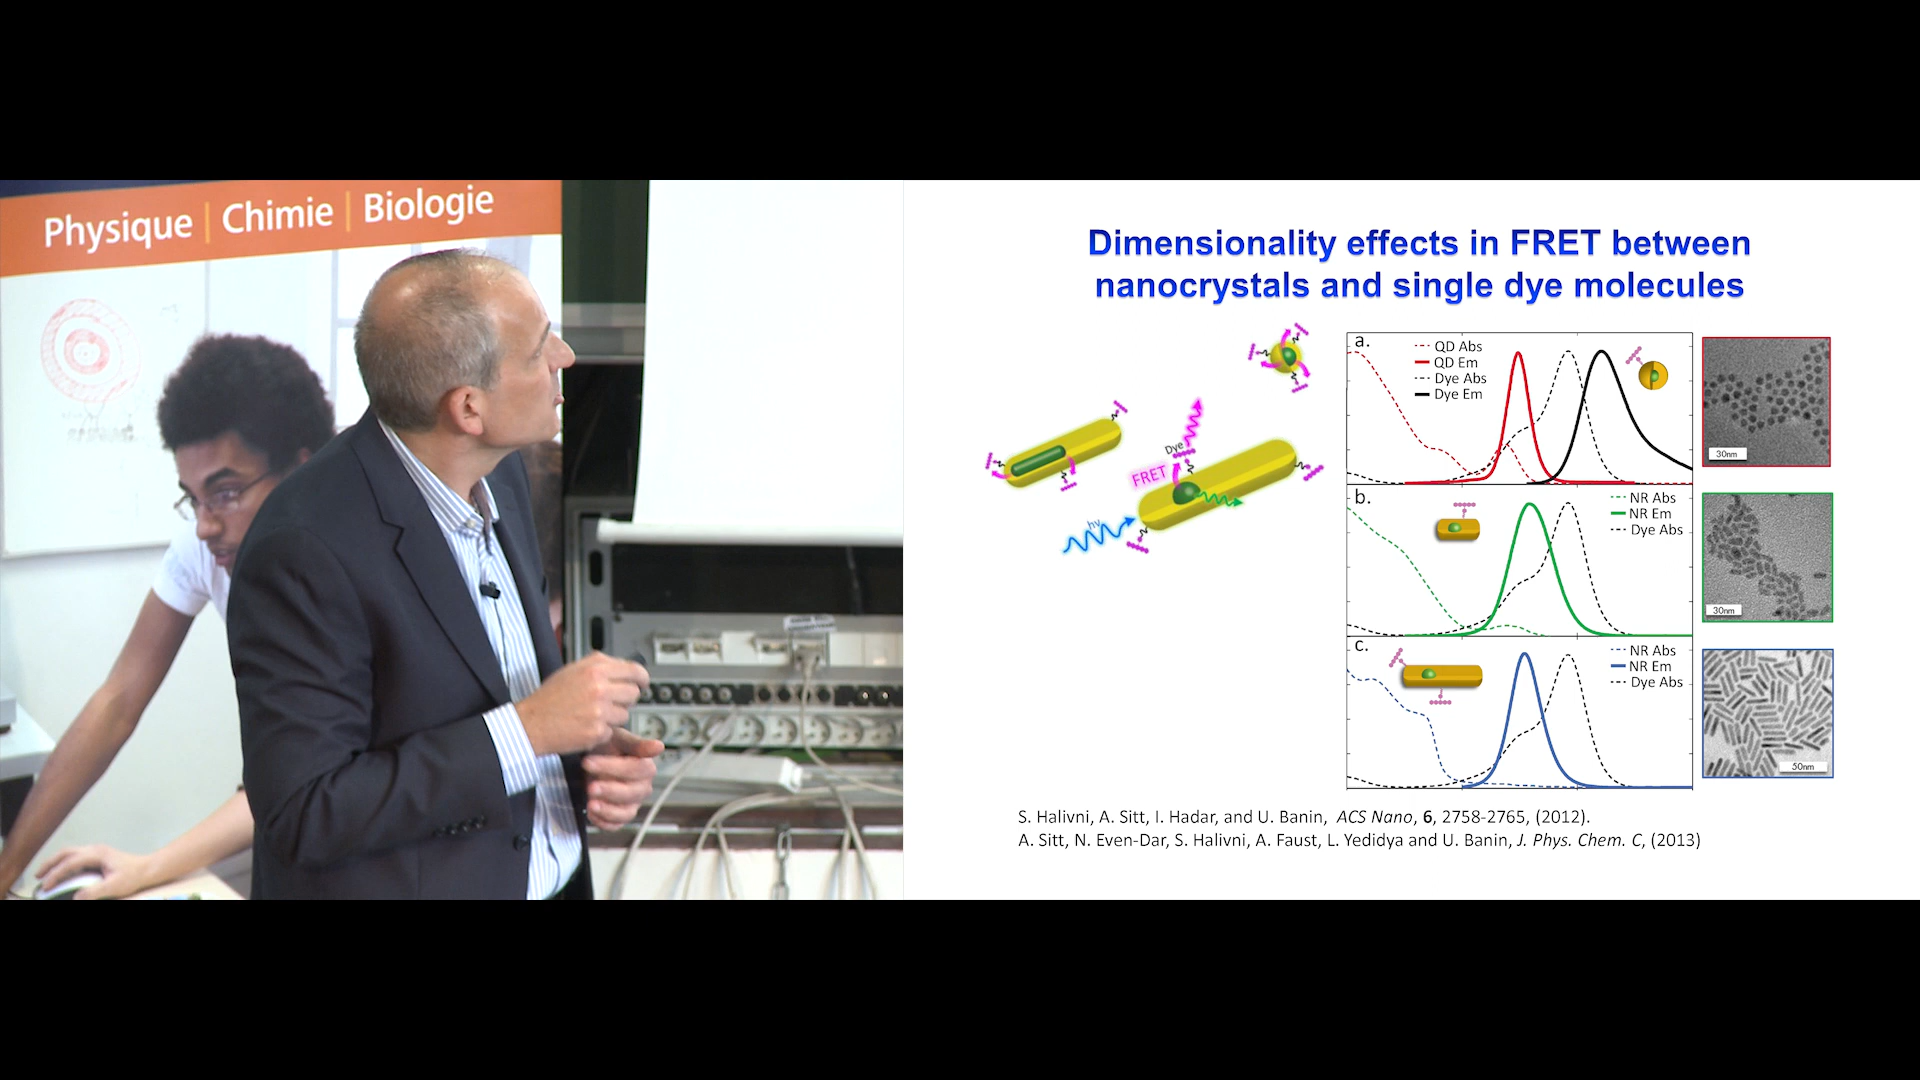 Physique | Chimie | Biologie
Dimensionality effects in FRET between
nanocrystals and single dye molecules
Dye
FRET
hν
a.
QD Abs
QD Em
Dye Abs
Dye Em
30nm
b.
NR Abs
NR Em
Dye Abs
30nm
c.
NR Abs
NR Em
Dye Abs
50nm
S. Halivni, A. Sitt, I. Hadar, and U. Banin, ACS Nano, 6, 2758-2765, (2012).
A. Sitt, N. Even-Dar, S. Halivni, A. Faust, L. Yedidya and U. Banin, J. Phys. Chem. C, (2013)